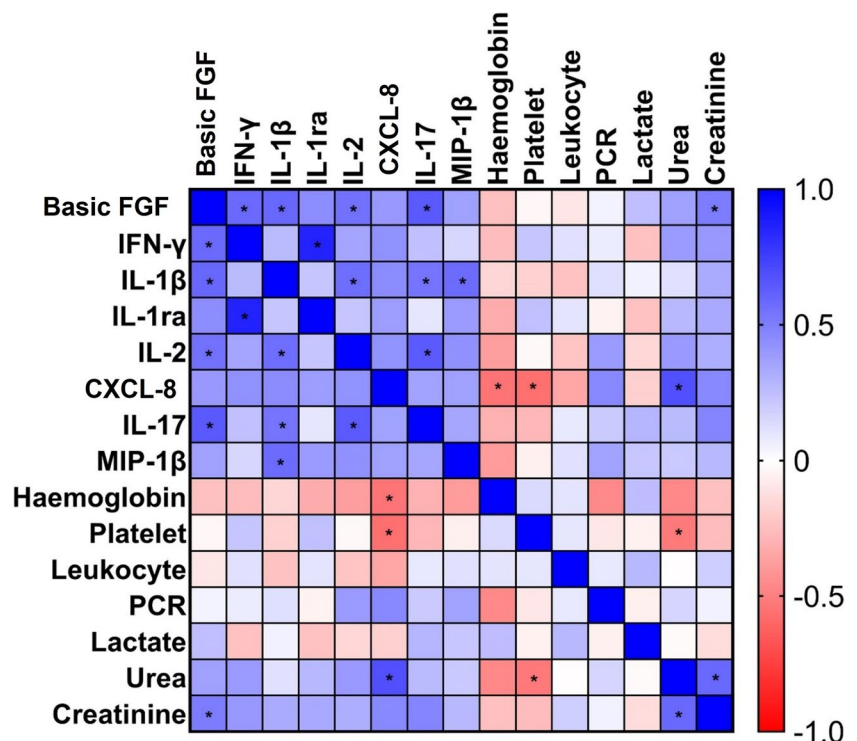 Basic FGF
IFN-γ
IL-1β
IL-1ra
IL-2
CXCL-8
IL-17
MIP-1β
Haemoglobin
Platelet
Leukocyte
PCR
Lactate
Urea
Creatinine
Basic FGF * * * * *
IFN-γ * *
IL-1β * * * *
IL-1ra *
IL-2 * * *
CXCL-8 * * *
IL-17 * * *
MIP-1β *
Haemoglobin *
Platelet * *
Leukocyte
PCR
Lactate
Urea * * *
Creatinine * *
1.0
0.5
0
-0.5
-1.0